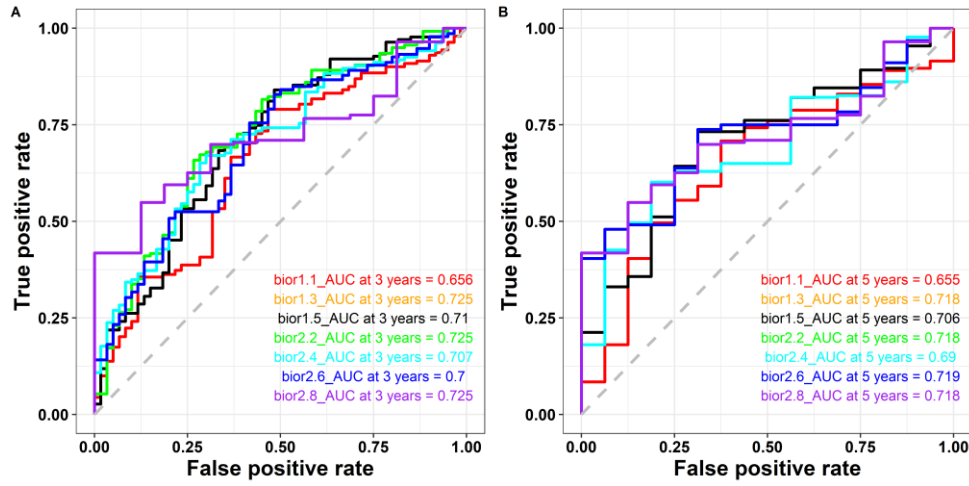 A
True positive rate
1.00
0.75
0.50
0.25
0.00
bior1.1_AUC at 3 years = 0.656
bior1.3_AUC at 3 years = 0.725
bior1.5_AUC at 3 years = 0.71
bior2.2_AUC at 3 years = 0.725
bior2.4_AUC at 3 years = 0.707
bior2.6_AUC at 3 years = 0.7
bior2.8_AUC at 3 years = 0.725
0.00 0.25 0.50 0.75 1.00
False positive rate
B
True positive rate
1.00
0.75
0.50
0.25
0.00
bior1.1_AUC at 5 years = 0.655
bior1.3_AUC at 5 years = 0.718
bior1.5_AUC at 5 years = 0.706
bior2.2_AUC at 5 years = 0.718
bior2.4_AUC at 5 years = 0.69
bior2.6_AUC at 5 years = 0.719
bior2.8_AUC at 5 years = 0.718
0.00 0.25 0.50 0.75 1.00
False positive rate